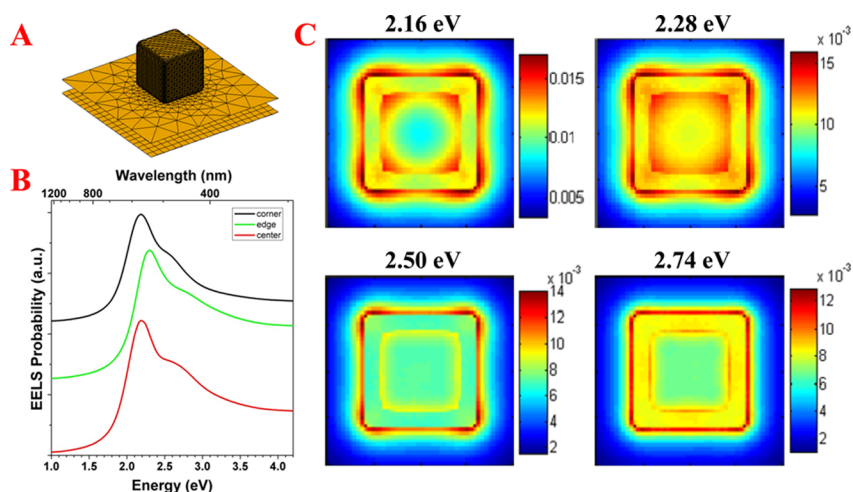 A
C
2.16 eV
2.28 eV
× 10⁻³
0.015
0.01
0.005
15
10
5
B
Wavelength (nm)
1200 800 400
corner
edge
center
EELS Probability (a.u.)
1.0 1.5 2.0 2.5 3.0 3.5 4.0
Energy (eV)
2.50 eV
2.74 eV
× 10⁻³
14
12
10
8
6
4
2
× 10⁻³
12
10
8
6
4
2